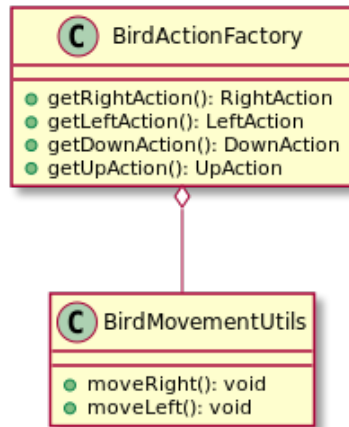 C BirdActionFactory
getRightAction(): RightAction
getLeftAction(): LeftAction
getDownAction(): DownAction
getUpAction(): UpAction
C BirdMovementUtils
moveRight(): void
moveLeft(): void